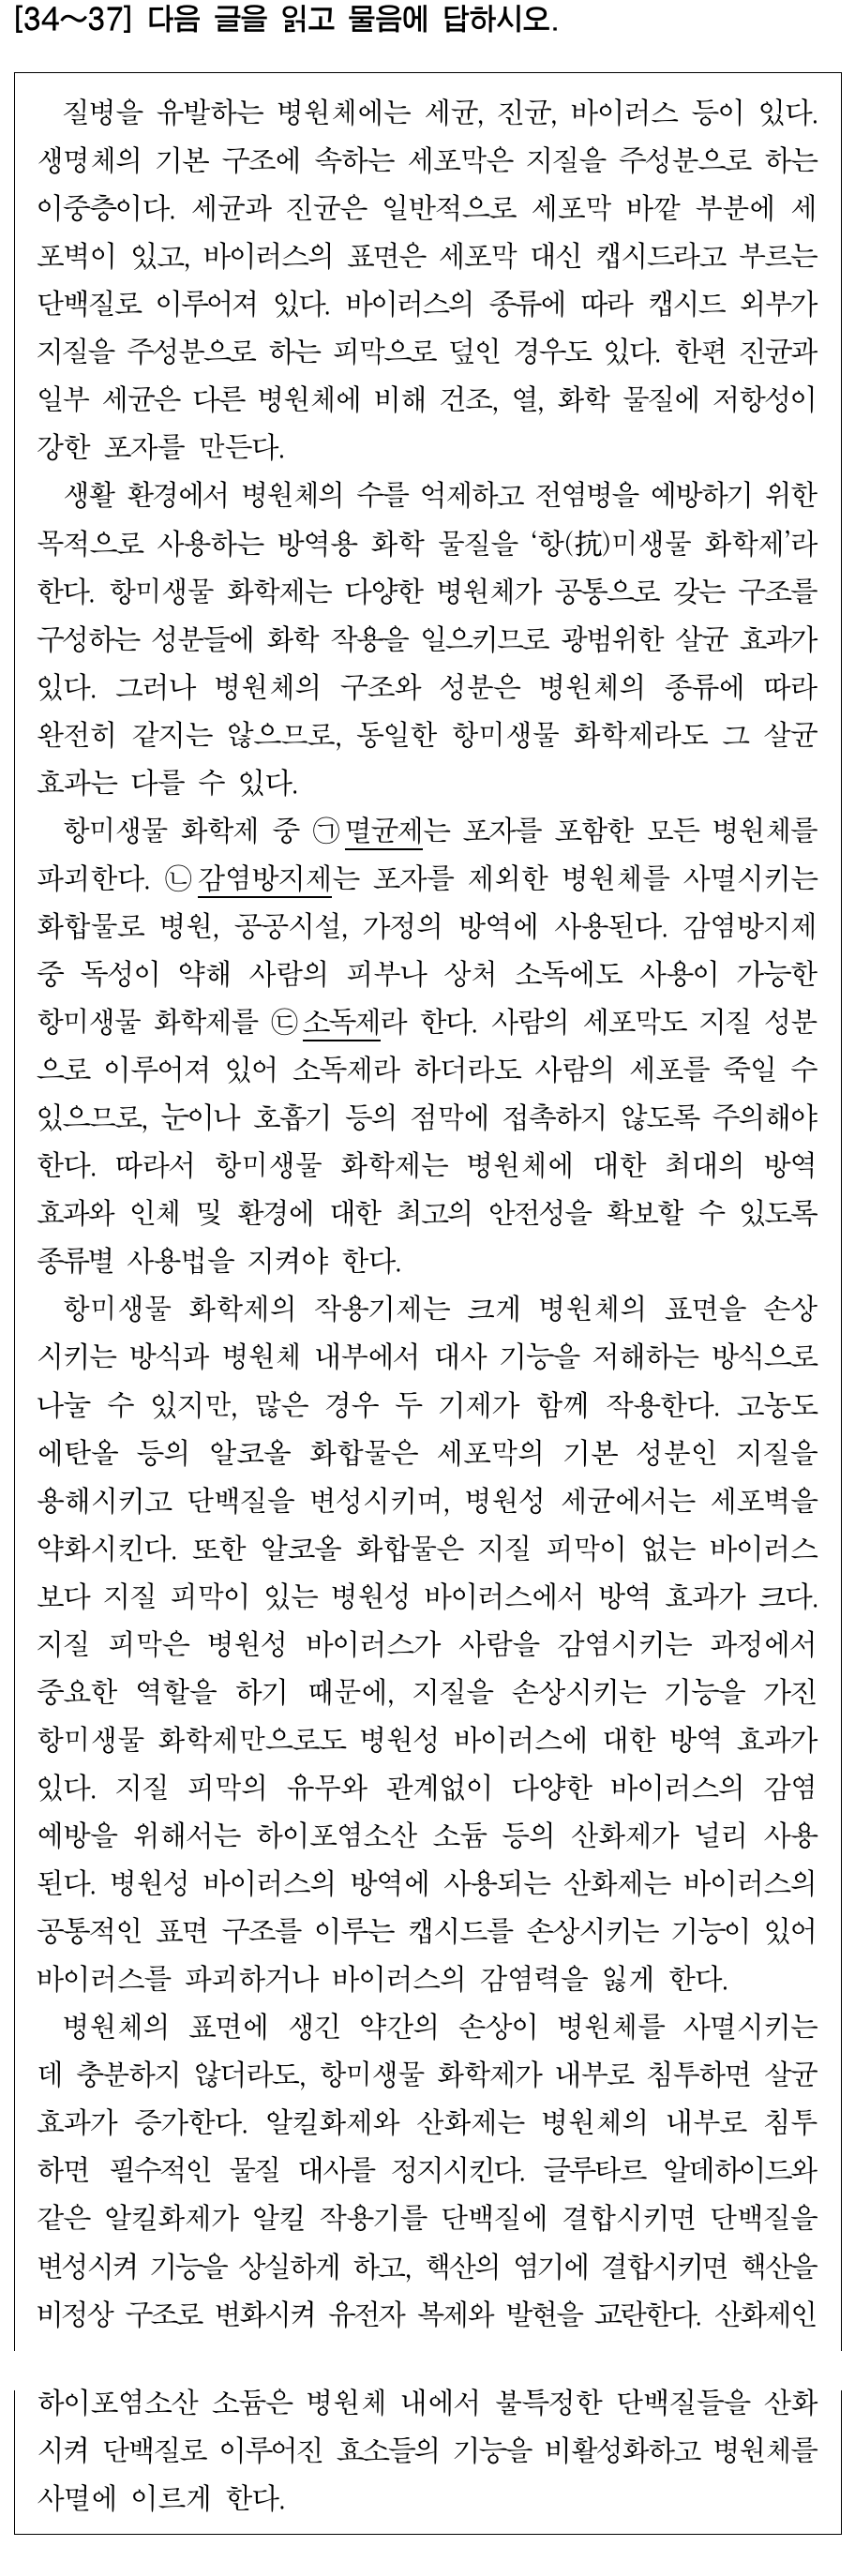 [34～37] 다음 글을 읽고 물음에 답하시오.
질병을 유발하는 병원체에는 세균, 진균, 바이러스 등이 있다.
생명체의 기본 구조에 속하는 세포막은 지질을 주성분으로 하는
이중층이다. 세균과 진균은 일반적으로 세포막 바깥 부분에 세
포벽이 있고, 바이러스의 표면은 세포막 대신 캡시드라고 부르는
단백질로 이루어져 있다. 바이러스의 종류에 따라 캡시드 외부가
지질을 주성분으로 하는 피막으로 덮인 경우도 있다. 한편 진균과
일부 세균은 다른 병원체에 비해 건조, 열, 화학 물질에 저항성이
강한 포자를 만든다.
생활 환경에서 병원체의 수를 억제하고 전염병을 예방하기 위한
목적으로 사용하는 방역용 화학 물질을 ‘항(抗)미생물 화학제’라
한다. 항미생물 화학제는 다양한 병원체가 공통으로 갖는 구조를
구성하는 성분들에 화학 작용을 일으키므로 광범위한 살균 효과가
있다. 그러나 병원체의 구조와 성분은 병원체의 종류에 따라
완전히 같지는 않으므로, 동일한 항미생물 화학제라도 그 살균
효과는 다를 수 있다.
항미생물 화학제 중 ㉠멸균제는 포자를 포함한 모든 병원체를
파괴한다. ㉡감염방지제는 포자를 제외한 병원체를 사멸시키는
화합물로 병원, 공공시설, 가정의 방역에 사용된다. 감염방지제
중 독성이 약해 사람의 피부나 상처 소독에도 사용이 가능한
항미생물 화학제를 ㉢소독제라 한다. 사람의 세포막도 지질 성분
으로 이루어져 있어 소독제라 하더라도 사람의 세포를 죽일 수
있으므로, 눈이나 호흡기 등의 점막에 접촉하지 않도록 주의해야
한다. 따라서 항미생물 화학제는 병원체에 대한 최대의 방역
효과와 인체 및 환경에 대한 최고의 안전성을 확보할 수 있도록
종류별 사용법을 지켜야 한다.
항미생물 화학제의 작용기제는 크게 병원체의 표면을 손상
시키는 방식과 병원체 내부에서 대사 기능을 저해하는 방식으로
나눌 수 있지만, 많은 경우 두 기제가 함께 작용한다. 고농도
에탄올 등의 알코올 화합물은 세포막의 기본 성분인 지질을
용해시키고 단백질을 변성시키며, 병원성 세균에서는 세포벽을
약화시킨다. 또한 알코올 화합물은 지질 피막이 없는 바이러스
보다 지질 피막이 있는 병원성 바이러스에서 방역 효과가 크다.
지질 피막은 병원성 바이러스가 사람을 감염시키는 과정에서
중요한 역할을 하기 때문에, 지질을 손상시키는 기능을 가진
항미생물 화학제만으로도 병원성 바이러스에 대한 방역 효과가
있다. 지질 피막의 유무와 관계없이 다양한 바이러스의 감염
예방을 위해서는 하이포염소산 소듐 등의 산화제가 널리 사용
된다. 병원성 바이러스의 방역에 사용되는 산화제는 바이러스의
공통적인 표면 구조를 이루는 캡시드를 손상시키는 기능이 있어
바이러스를 파괴하거나 바이러스의 감염력을 잃게 한다.
병원체의 표면에 생긴 약간의 손상이 병원체를 사멸시키는
데 충분하지 않더라도, 항미생물 화학제가 내부로 침투하면 살균
효과가 증가한다. 알킬화제와 산화제는 병원체의 내부로 침투
하면 필수적인 물질 대사를 정지시킨다. 글루타르 알데하이드와
같은 알킬화제가 알킬 작용기를 단백질에 결합시키면 단백질을
변성시켜 기능을 상실하게 하고, 핵산의 염기에 결합시키면 핵산을
비정상 구조로 변화시켜 유전자 복제와 발현을 교란한다. 산화제인
하이포염소산 소듐은 병원체 내에서 불특정한 단백질들을 산화
시켜 단백질로 이루어진 효소들의 기능을 비활성화하고 병원체를
사멸에 이르게 한다.